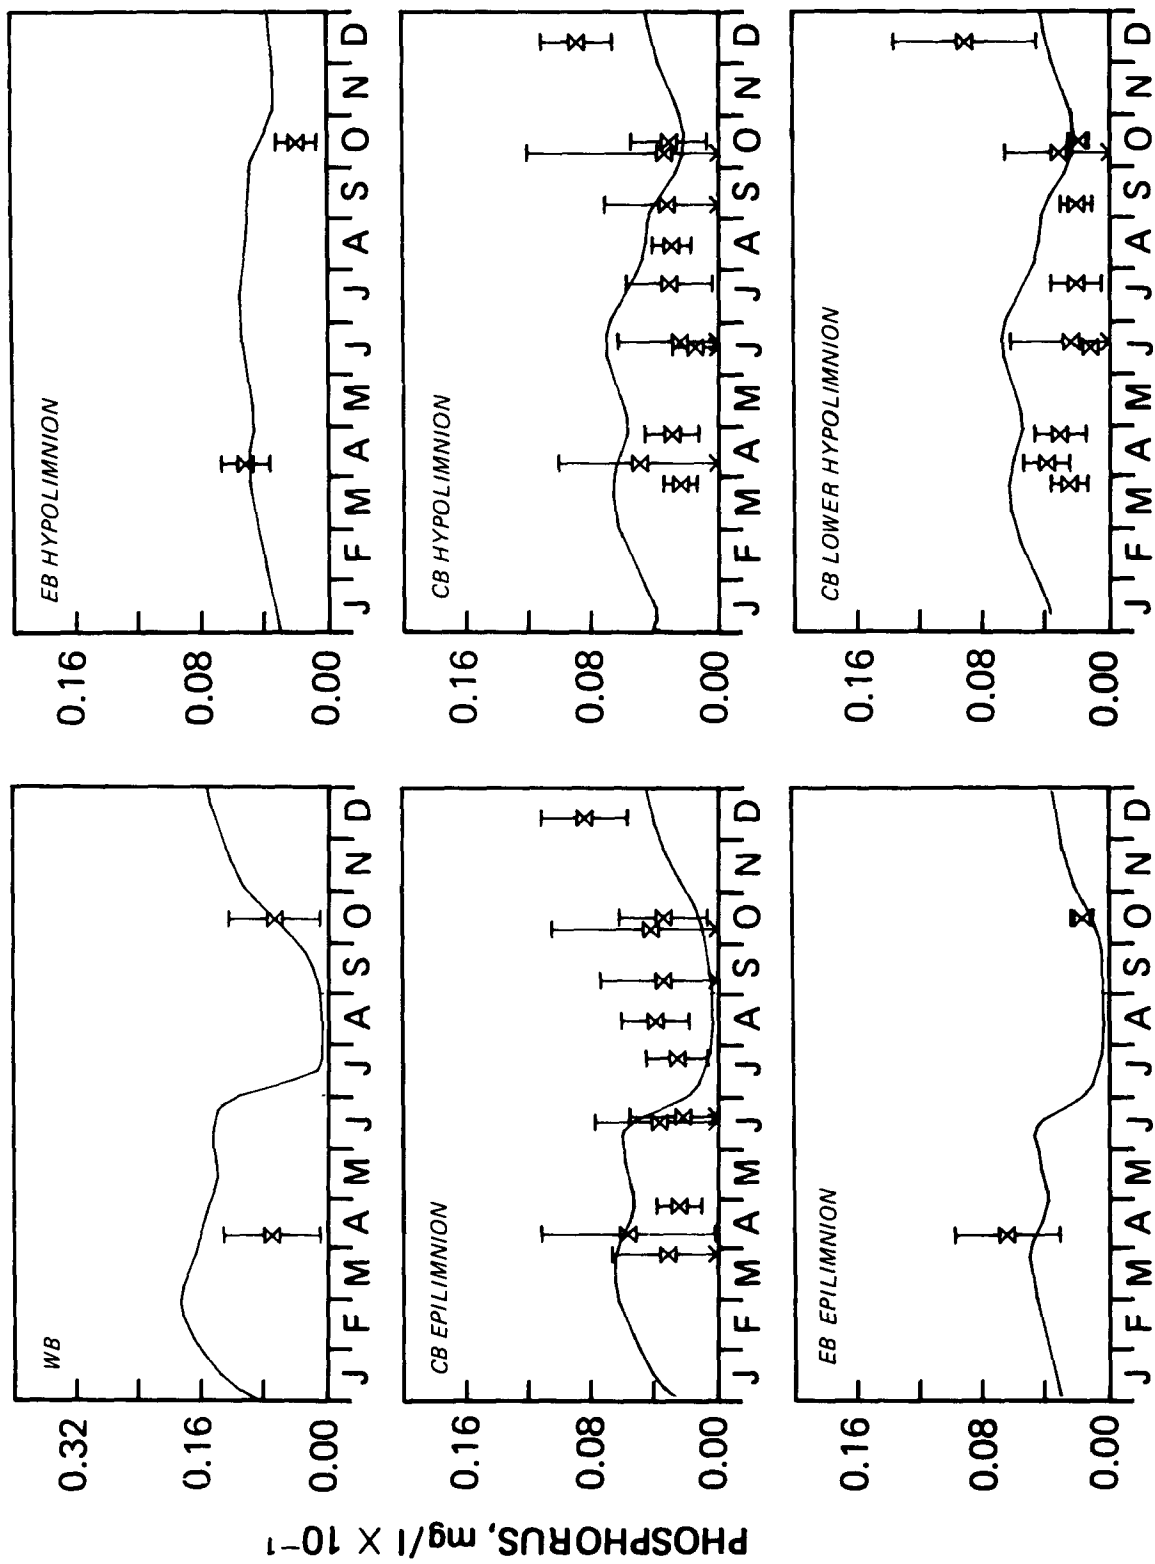 PHOSPHORUS, mg/l X 10⁻¹
WB
0.32
0.16
0.00
J F M A M J J A S O N D
EB HYPOLIMNION
0.16
0.08
0.00
J F M A M J J A S O N D
CB EPILIMNION
0.08
0.00
J F M A M J J A S O N D
CB HYPOLIMNION
0.16
0.08
0.00
J F M A M J J A S O N D
EB EPILIMNION
0.16
0.08
0.00
J F M A M J J A S O N D
CB LOWER HYPOLIMNION
0.16
0.08
0.00
J F M A M J J A S O N D